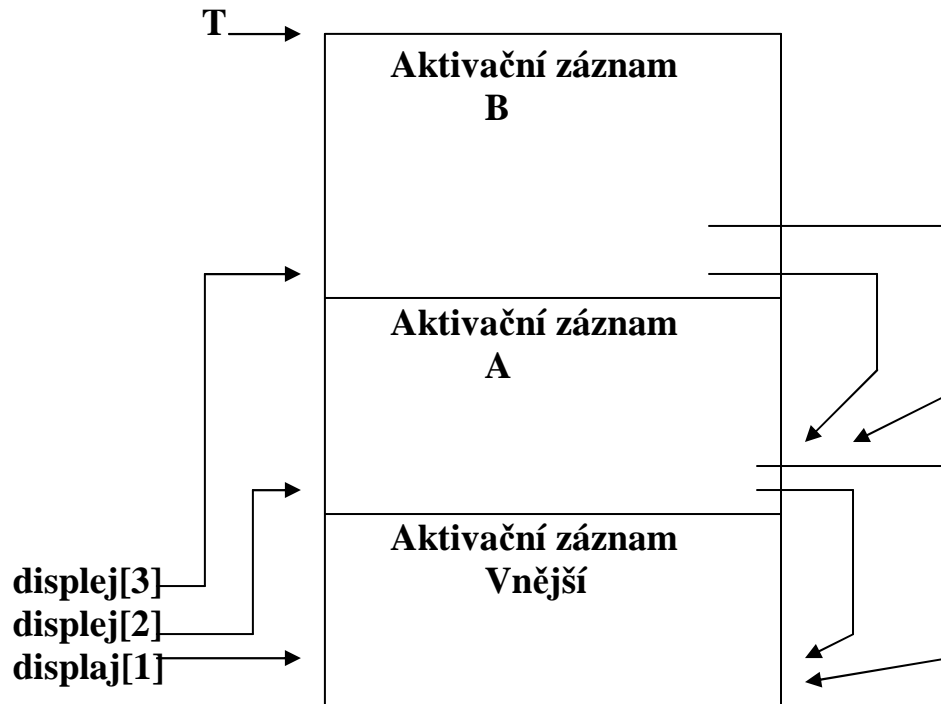 T
Aktivační záznam
B
Aktivační záznam
A
Aktivační záznam
Vnější
displej[3]
displej[2]
displaj[1]